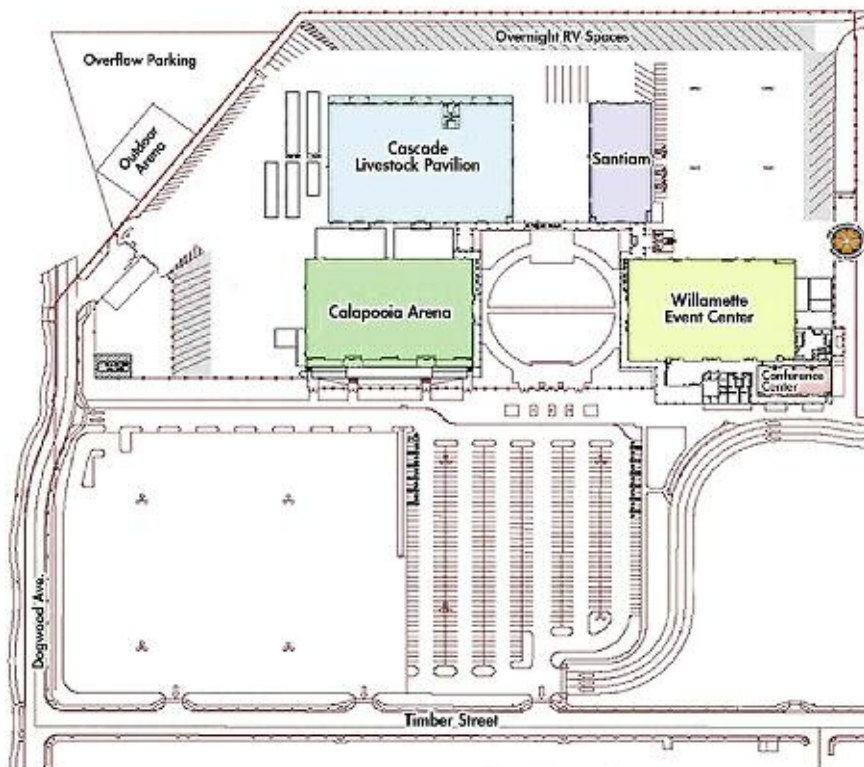 Overnight RV Spaces
Overflow Parking
Outdoor
Arena
Cascade
Livestock Pavilion
Santiam
Calapooia Arena
Willamette
Event Center
Conference
Center
Dogwood Ave.
Timber Street